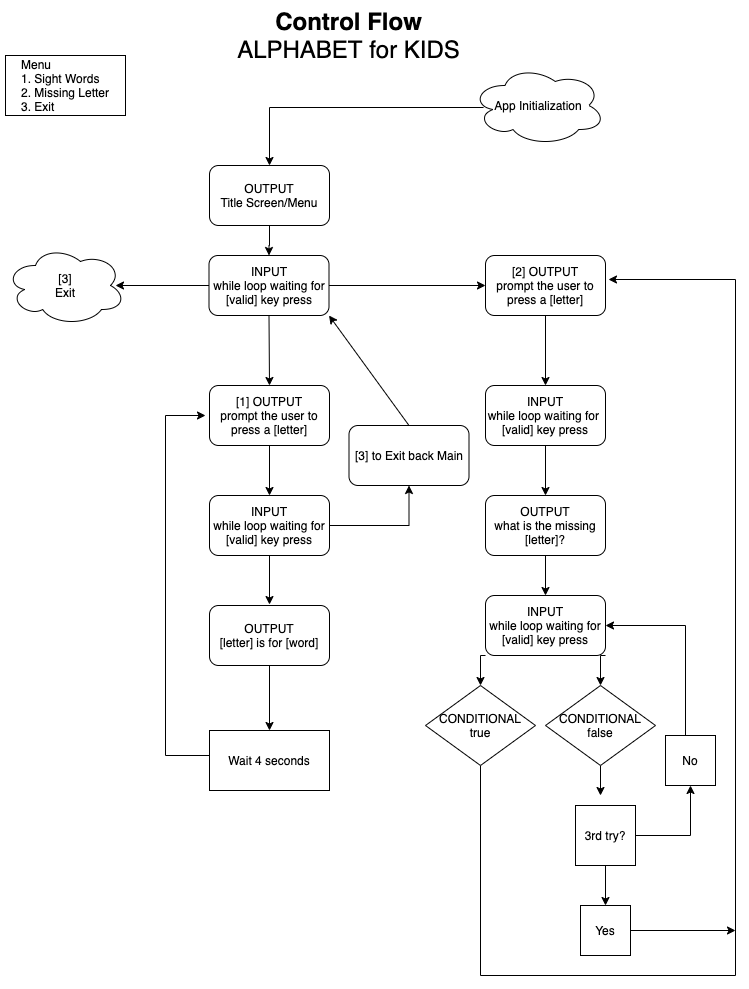 Control Flow
ALPHABET for KIDS
Menu
1. Sight Words
2. Missing Letter
3. Exit
App Initialization
OUTPUT
Title Screen/Menu
[3]
Exit
INPUT
while loop waiting for
[valid] key press
[2] OUTPUT
prompt the user to
press a [letter]
[1] OUTPUT
prompt the user to
press a [letter]
[3] to Exit back Main
INPUT
while loop waiting for
[valid] key press
INPUT
while loop waiting for
[valid] key press
OUTPUT
what is the missing
[letter]?
OUTPUT
[letter] is for [word]
INPUT
while loop waiting for
[valid] key press
CONDITIONAL
true
CONDITIONAL
false
Wait 4 seconds
No
3rd try?
Yes